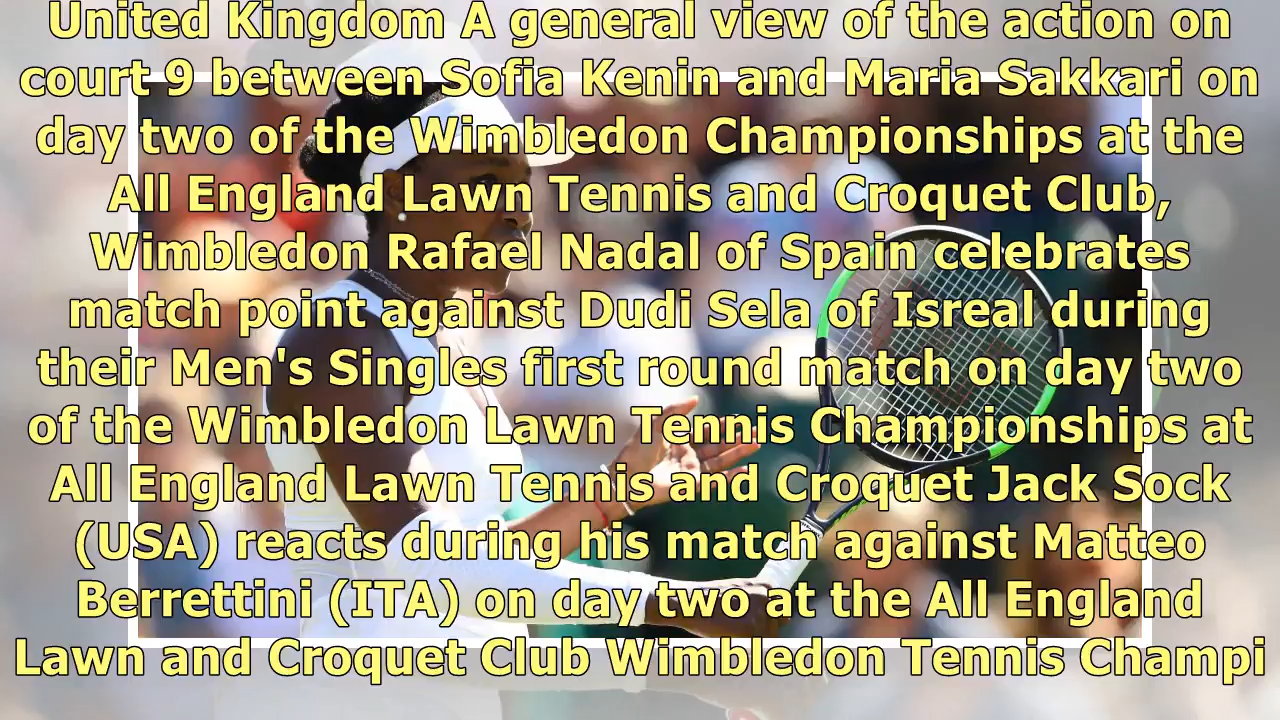 United Kingdom A general view of the action on
court 9 between Sofia Kenin and Maria Sakkari on
day two of the Wimbledon Championships at the
All England Lawn Tennis and Croquet Club,
Wimbledon Rafael Nadal of Spain celebrates
match point against Dudi Sela of Isreal during
their Men's Singles first round match on day two
of the Wimbledon Lawn Tennis Championships at
All England Lawn Tennis and Croquet Jack Sock
(USA) reacts during his match against Matteo
Berrettini (ITA) on day two at the All England
Lawn and Croquet Club Wimbledon Tennis Champi